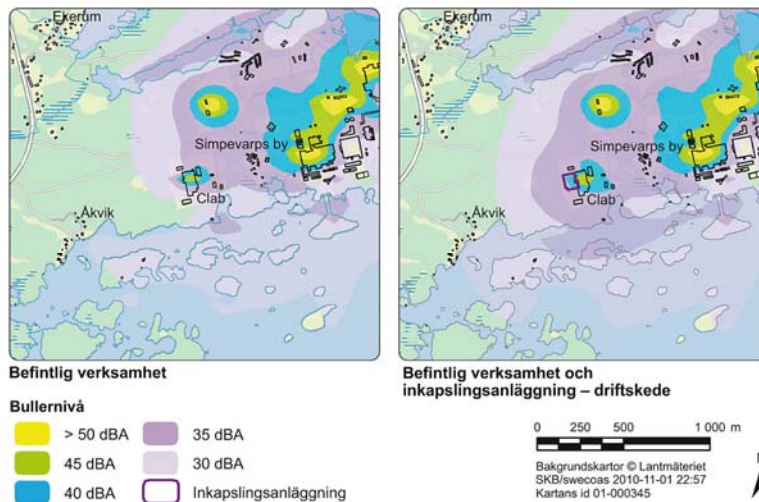 Ekerum
Simpevarps by
Clab
Åkvik
Ekerum
Simpevarps by
Clab
Åkvik
Befintlig verksamhet
Befintlig verksamhet och
inkapslingsanläggning – driftskede
Bullernivå
> 50 dBA
35 dBA
45 dBA
30 dBA
40 dBA
Inkapslingsanläggning
0 250 500 1 000 m
Bakgrundskartor © Lantmäteriet
SKB/swecoas 2010-11-01 22:57
Kartans id 01-000345
N